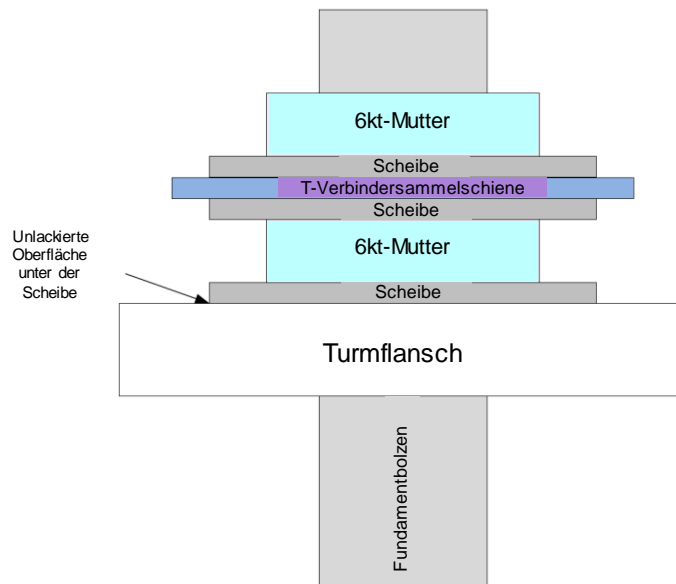 6kt-Mutter
Scheibe
T-Verbindersammelschiene
Scheibe
Unlackierte
Oberfläche
unter der
Scheibe
6kt-Mutter
Scheibe
Turmflansch
Fundamentbolzen